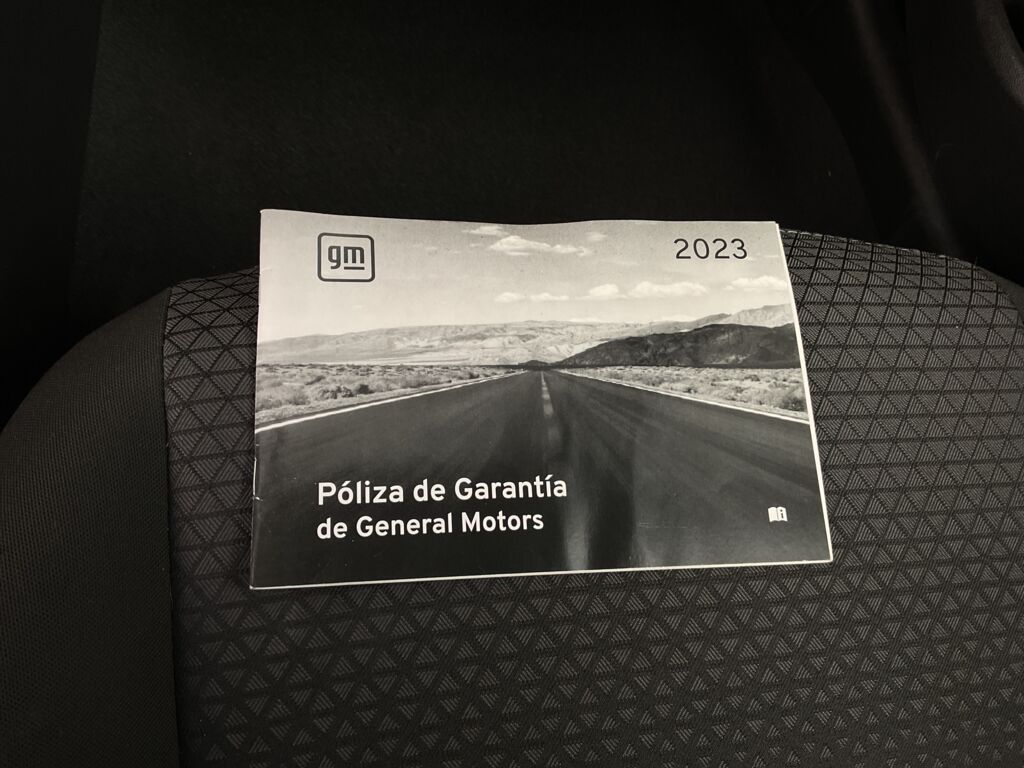 gm
2023
Póliza de Garantía
de General Motors